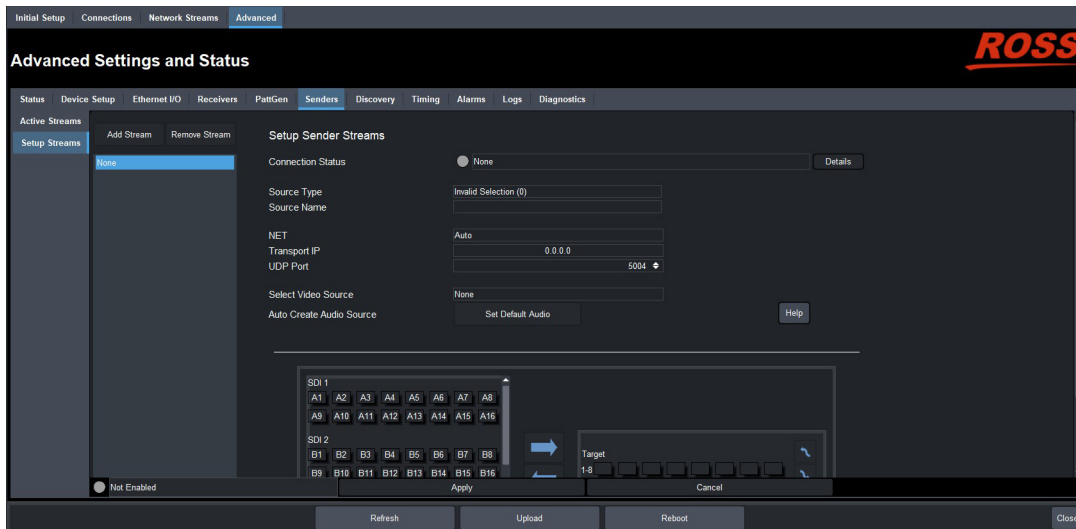 Initial Setup Connections Network Streams Advanced
ROSS
Advanced Settings and Status
Status Device Setup Ethernet I/O Receivers PattGen Senders Discovery Timing Alarms Logs Diagnostics
Active Streams
Setup Streams
Add Stream Remove Stream
None
Setup Sender Streams
Connection Status None Details
Source Type Invalid Selection (0)
Source Name
NET Auto
Transport IP 0.0.0.0
UDP Port 5004
Select Video Source None
Auto Create Audio Source Set Default Audio Help
SDI 1
A1 A2 A3 A4 A5 A6 A7 A8
A9 A10 A11 A12 A13 A14 A15 A16
SDI 2
B1 B2 B3 B4 B5 B6 B7 B8
B9 B10 B11 B12 B13 B14 B15 B16
Target
1-8
Not Enabled Apply Cancel
Refresh Upload Reboot Close